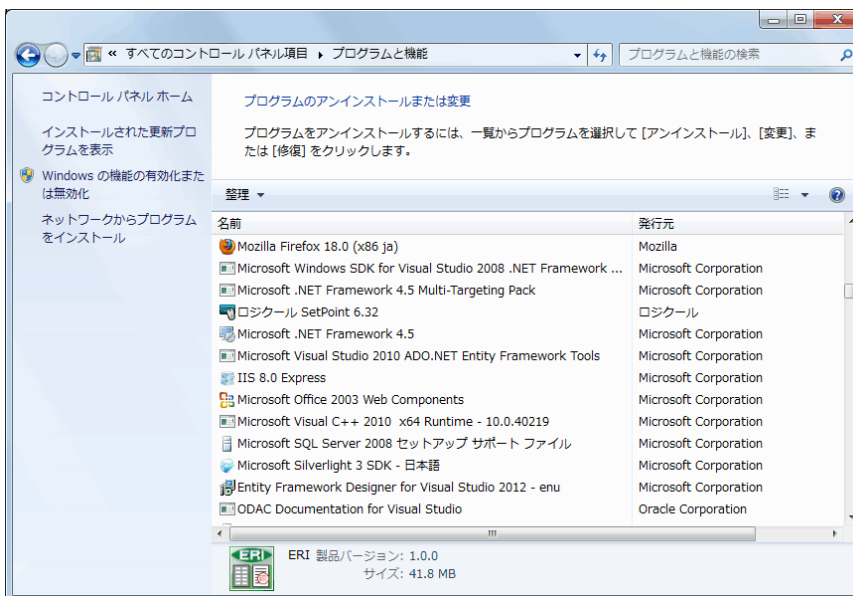 « すべてのコントロール パネル項目 ▸ プログラムと機能
プログラムと機能の検索
コントロール パネル ホーム
インストールされた更新プロ
グラムを表示
Windows の機能の有効化また
は無効化
ネットワークからプログラム
をインストール
プログラムのアンインストールまたは変更
プログラムをアンインストールするには、一覧からプログラムを選択して [アンインストール]、[変更]、ま
たは [修復] をクリックします。
整理
名前 発行元
Mozilla Firefox 18.0 (x86 ja) Mozilla
Microsoft Windows SDK for Visual Studio 2008 .NET Framework ... Microsoft Corporation
Microsoft .NET Framework 4.5 Multi-Targeting Pack Microsoft Corporation
ロジクール SetPoint 6.32 ロジクール
Microsoft .NET Framework 4.5 Microsoft Corporation
Microsoft Visual Studio 2010 ADO.NET Entity Framework Tools Microsoft Corporation
IIS 8.0 Express Microsoft Corporation
Microsoft Office 2003 Web Components Microsoft Corporation
Microsoft Visual C++ 2010 x64 Runtime - 10.0.40219 Microsoft Corporation
Microsoft SQL Server 2008 セットアップ サポート ファイル Microsoft Corporation
Microsoft Silverlight 3 SDK - 日本語 Microsoft Corporation
Entity Framework Designer for Visual Studio 2012 - enu Microsoft Corporation
ODAC Documentation for Visual Studio Oracle Corporation
ERI
ERI 製品バージョン: 1.0.0
サイズ: 41.8 MB